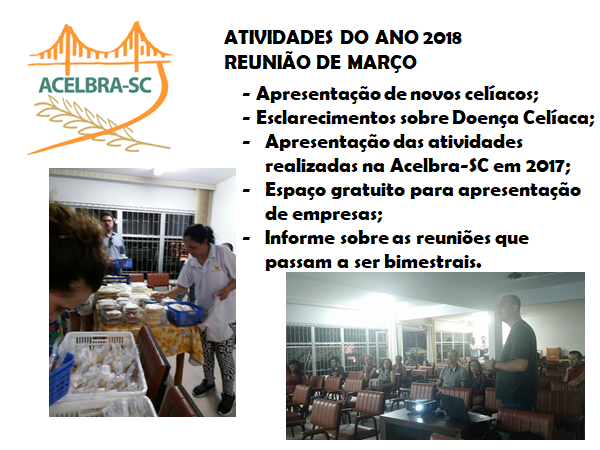 ACELBRA-SC
ATIVIDADES DO ANO 2018
REUNIÃO DE MARÇO
- Apresentação de novos celíacos;
- Esclarecimentos sobre Doença Celíaca;
- Apresentação das atividades
realizadas na Acelbra-SC em 2017;
- Espaço gratuito para apresentação
de empresas;
- Informe sobre as reuniões que
passam a ser bimestrais.